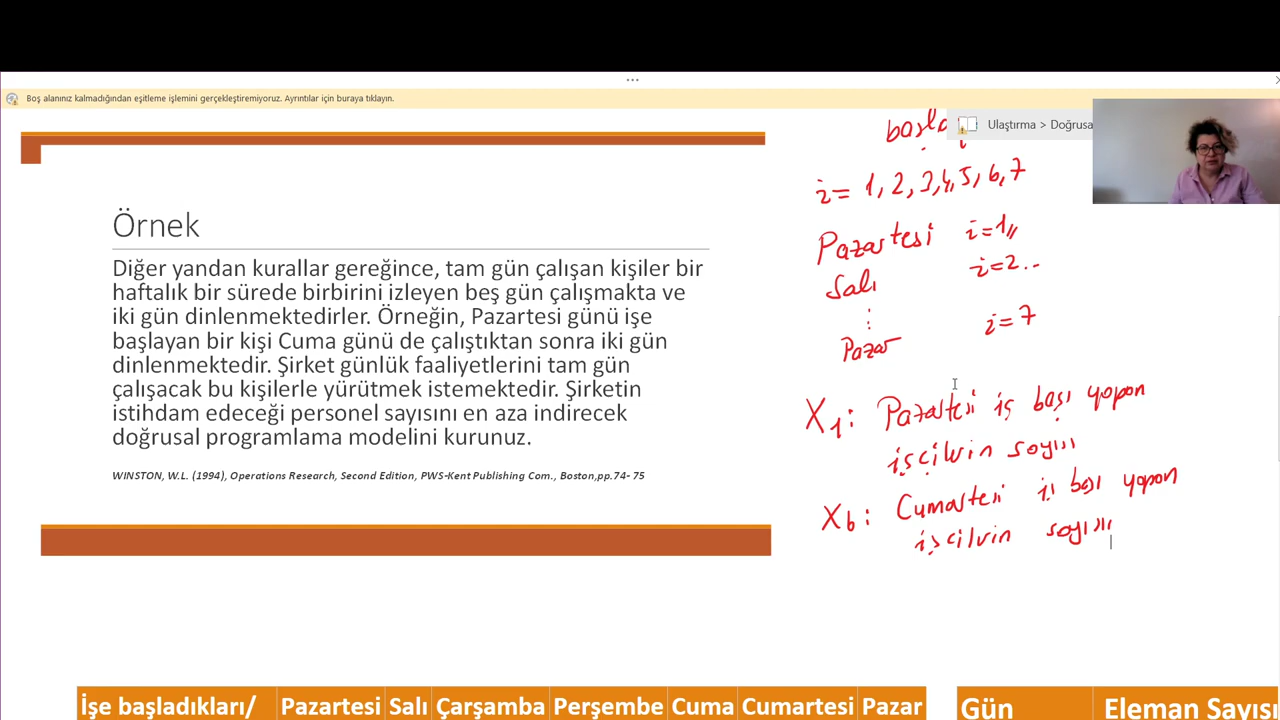 Boş alanınız kalmadığından eşitleme işlemini gerçekleştiremiyoruz. Ayrıntılar için buraya tıklayın.
Ulaştırma > Doğrusa
Örnek
Diğer yandan kurallar gereğince, tam gün çalışan kişiler bir
haftalık bir sürede birbirini izleyen beş gün çalışmakta ve
iki gün dinlenmektedirler. Örneğin, Pazartesi günü işe
başlayan bir kişi Cuma günü de çalıştıktan sonra iki gün
dinlenmektedir. Şirket günlük faaliyetlerini tam gün
çalışacak bu kişilerle yürütmek istemektedir. Şirketin
istihdam edeceği personel sayısını en aza indirecek
doğrusal programlama modelini kurunuz.
WINSTON, W.L. (1994), Operations Research, Second Edition, PWS-Kent Publishing Com., Boston,pp.74- 75
başla
i= 1, 2, 3,4,5, 6,7
Pazartesi i=1
Salı i=2..
⋮
Pazar i=7
X1: Pazartesi iş başı yapan
işçilerin sayısı
X6: Cumartesi iş başı yapan
işçilerin sayısı
İşe başladıkları/ Pazartesi Salı Çarşamba Perşembe Cuma Cumartesi Pazar
Gün Eleman Sayısı